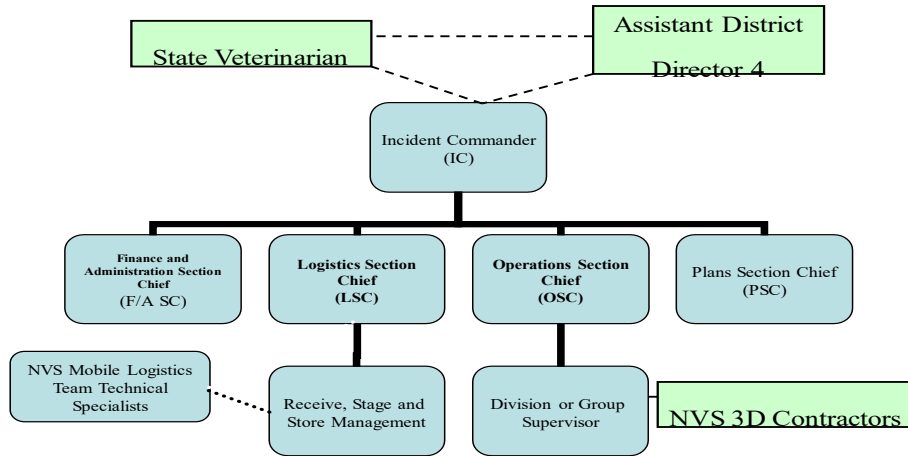 State Veterinarian
Assistant District
Director 4
Incident Commander
(IC)
Finance and
Administration Section
Chief
(F/A SC)
Logistics Section
Chief
(LSC)
Operations Section
Chief
(OSC)
Plans Section Chief
(PSC)
NVS Mobile Logistics
Team Technical
Specialists
Receive, Stage and
Store Management
Division or Group
Supervisor
NVS 3D Contractors